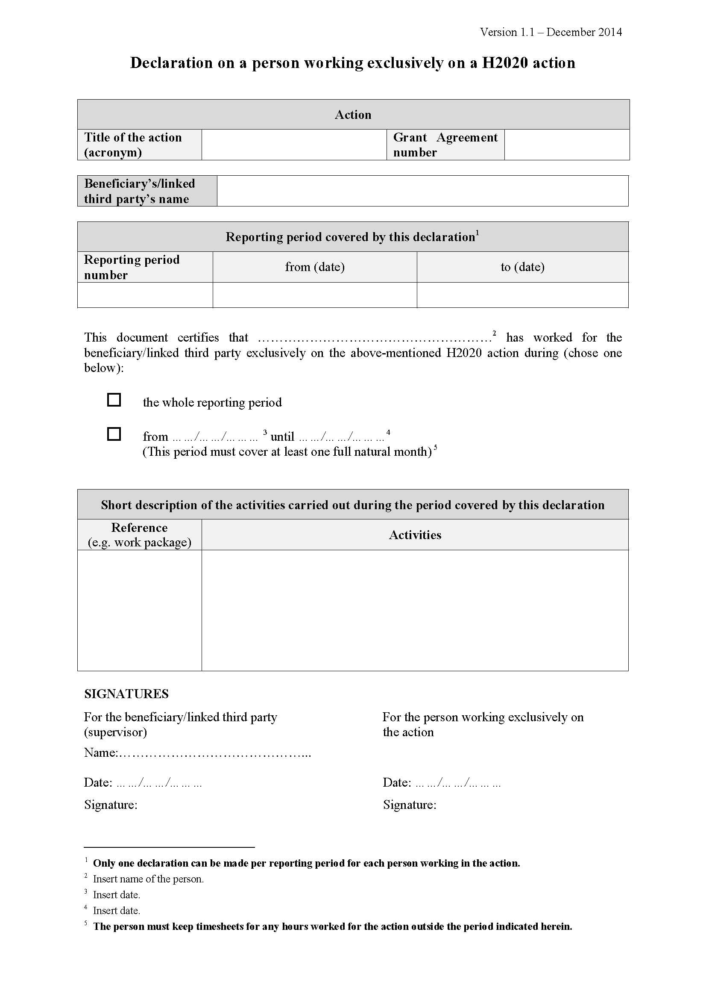 Version 1.1 – December 2014
Declaration on a person working exclusively on a H2020 action
Action
Title of the action
(acronym)
Grant Agreement
number
Beneficiary’s/linked
third party’s name
Reporting period covered by this declaration1
Reporting period
number
from (date)
to (date)
This document certifies that ………………………………………………2 has worked for the
beneficiary/linked third party exclusively on the above-mentioned H2020 action during (chose one
below):
the whole reporting period
from … …/… …/… … … 3 until … …/… …/… … …4
(This period must cover at least one full natural month)5
Short description of the activities carried out during the period covered by this declaration
Reference
(e.g. work package)
Activities
SIGNATURES
For the beneficiary/linked third party
(supervisor)
For the person working exclusively on
the action
Name:……………………………………...
Date: … …/… …/… … …
Date: … …/… …/… … …
Signature:
Signature:
1 Only one declaration can be made per reporting period for each person working in the action.
2 Insert name of the person.
3 Insert date.
4 Insert date.
5 The person must keep timesheets for any hours worked for the action outside the period indicated herein.